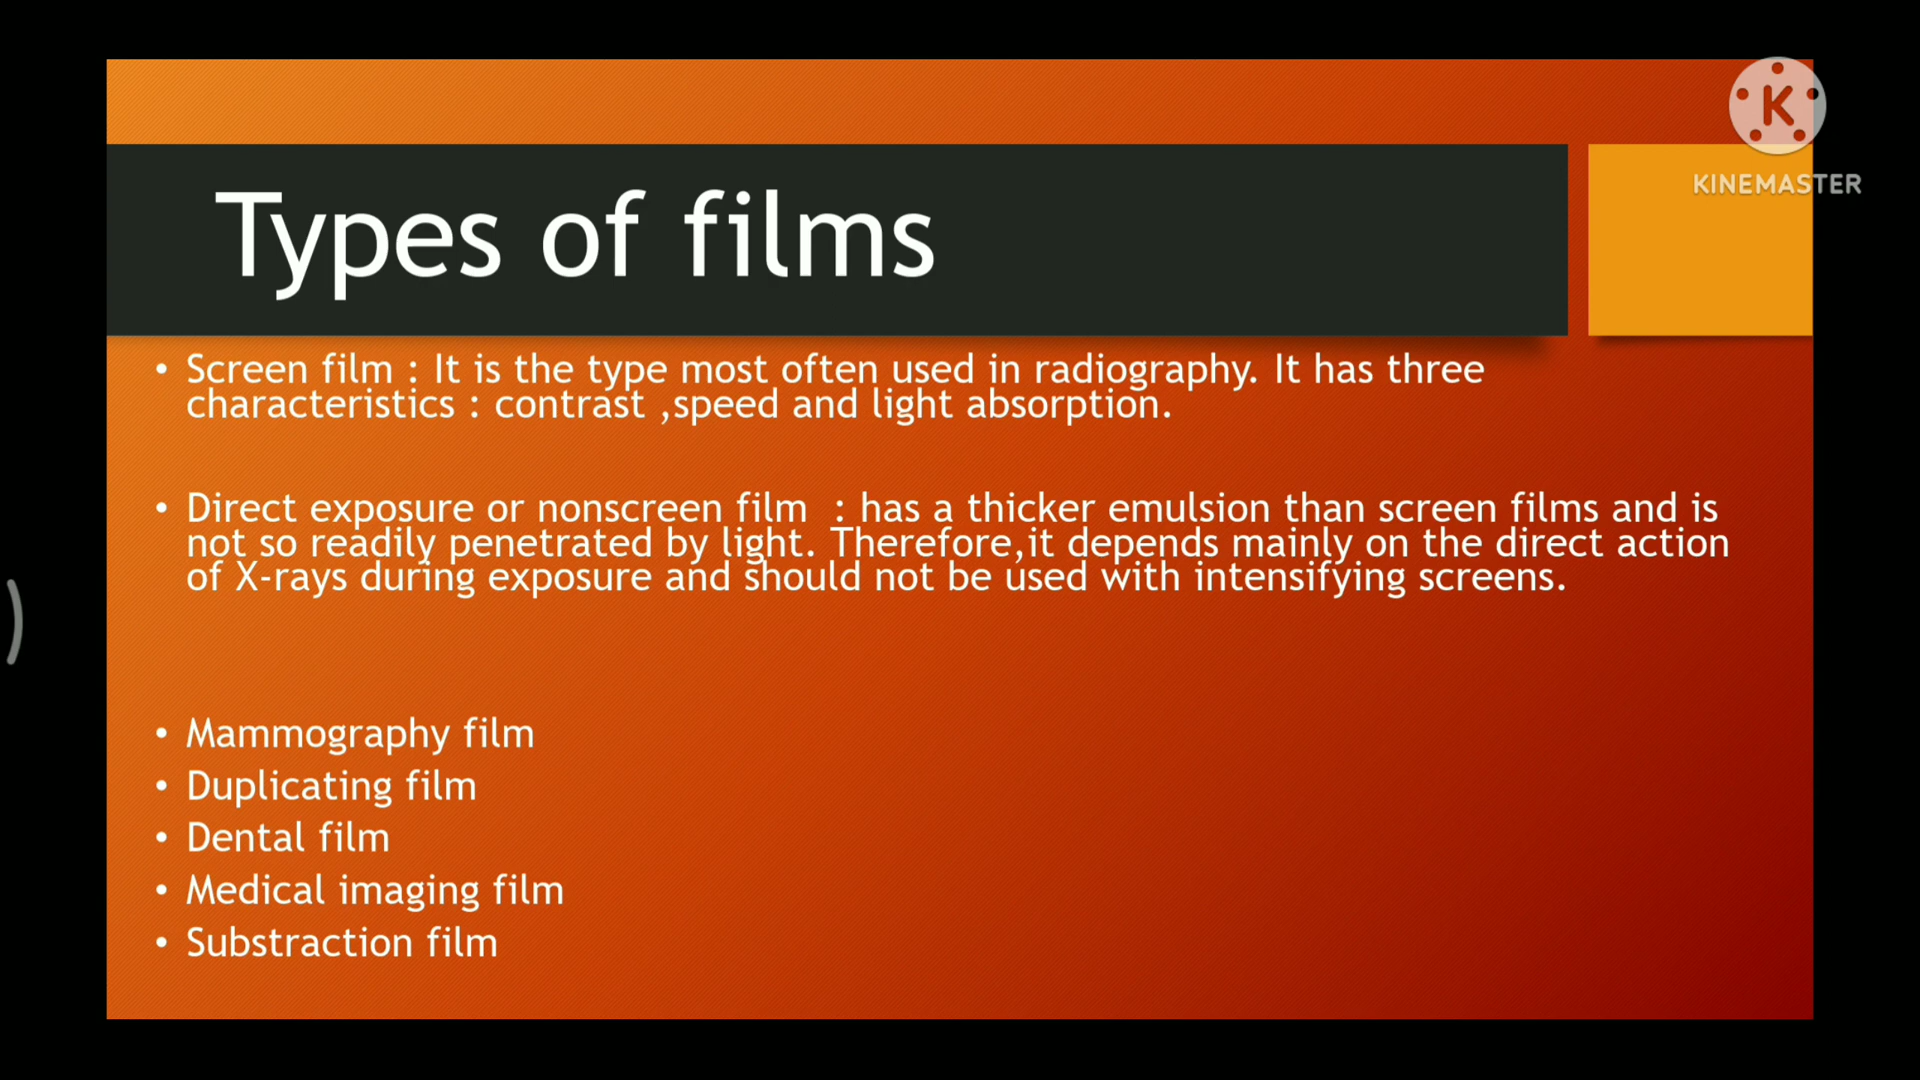 K
KINEMASTER
Types of films
• Screen film : It is the type most often used in radiography. It has three
characteristics : contrast ,speed and light absorption.
• Direct exposure or nonscreen film  : has a thicker emulsion than screen films and is
not so readily penetrated by light. Therefore,it depends mainly on the direct action
of X-rays during exposure and should not be used with intensifying screens.
• Mammography film
• Duplicating film
• Dental film
• Medical imaging film
• Substraction film